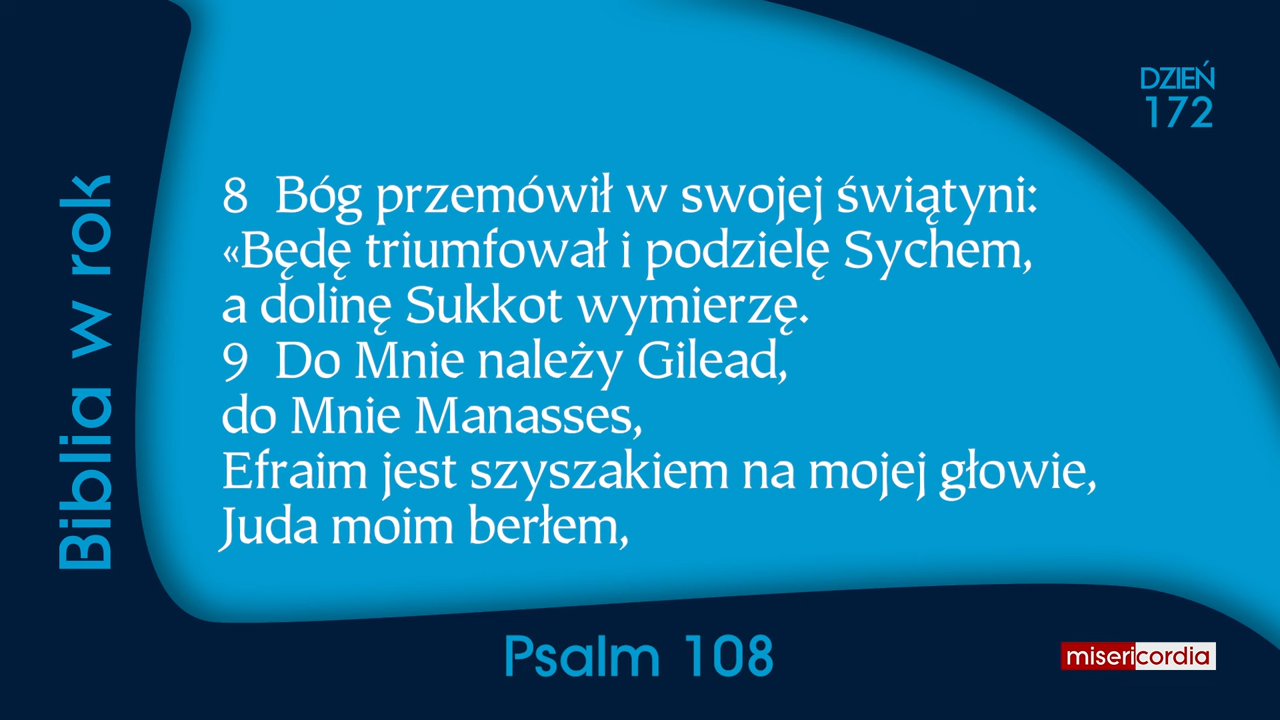 DZIEŃ
172
Biblia w rok
8 Bóg przemówił w swojej świątyni:
«Będę triumfował i podzielę Sychem,
a dolinę Sukkot wymierzę.
9 Do Mnie należy Gilead,
do Mnie Manasses,
Efraim jest szyszakiem na mojej głowie,
Juda moim berłem,
Psalm 108
misericordia